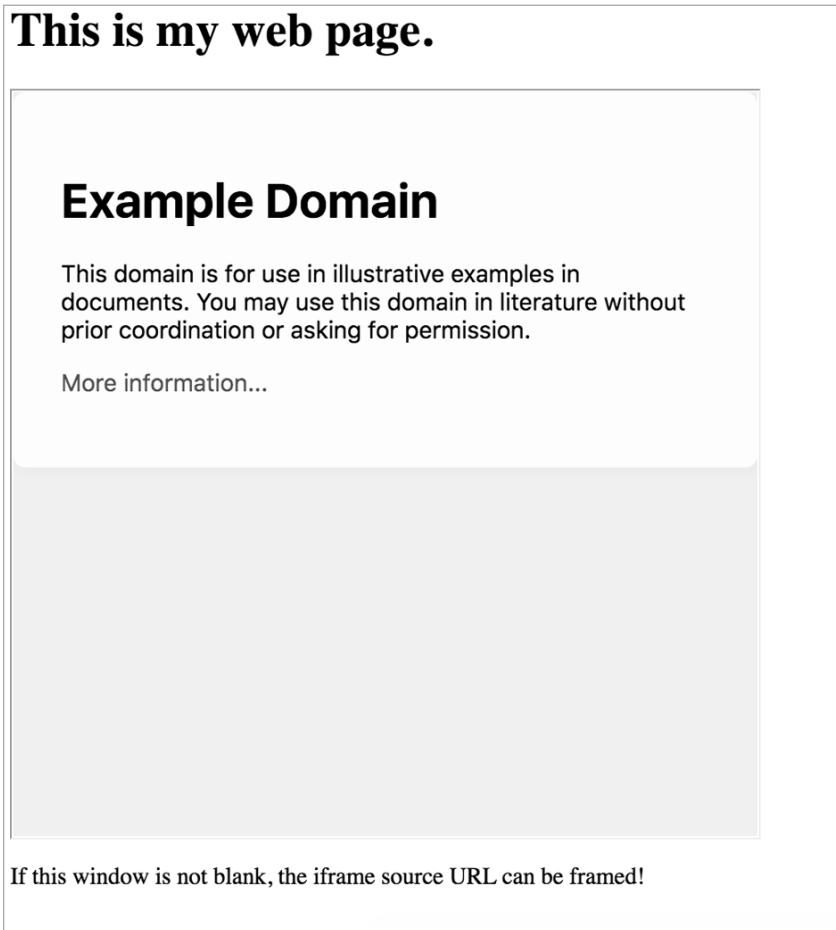 This is my web page.
Example Domain
This domain is for use in illustrative examples in
documents. You may use this domain in literature without
prior coordination or asking for permission.
More information...
If this window is not blank, the iframe source URL can be framed!